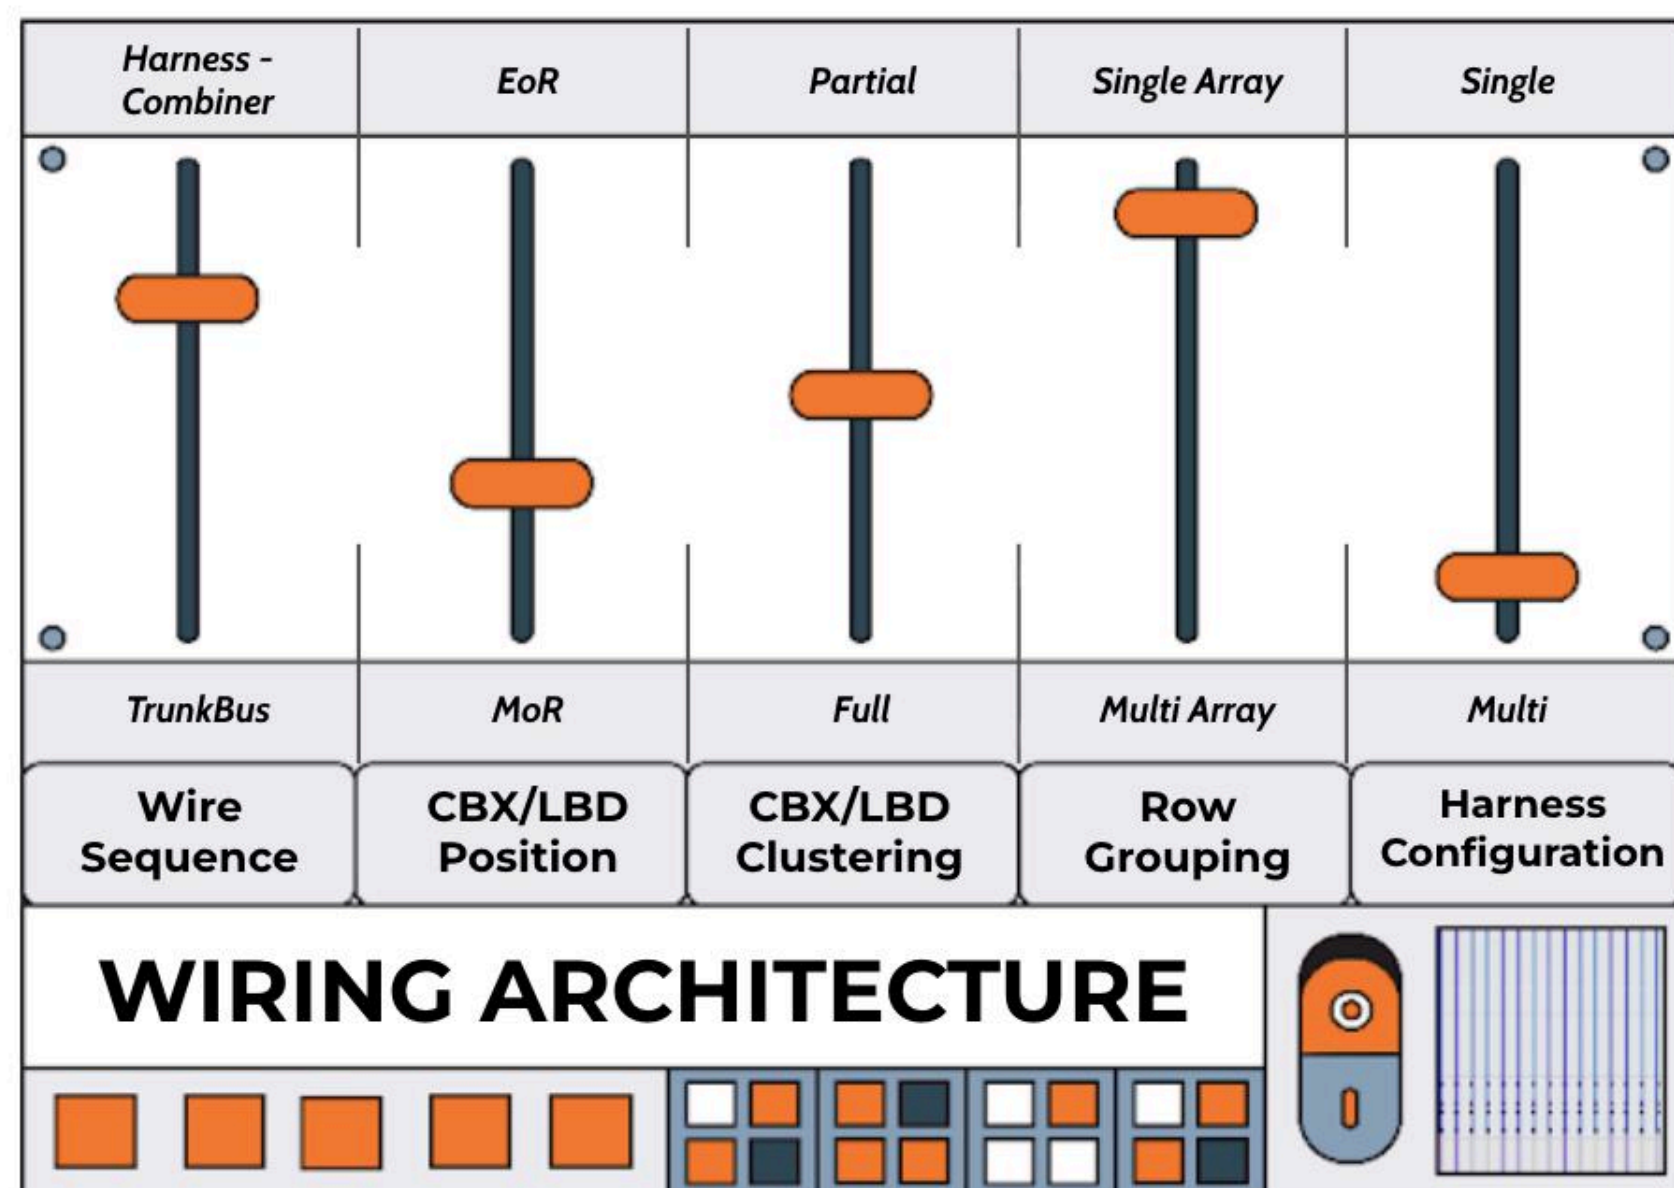 Harness -
Combiner
EoR
Partial
Single Array
Single
TrunkBus
MoR
Full
Multi Array
Multi
Wire
Sequence
CBX/LBD
Position
CBX/LBD
Clustering
Row
Grouping
Harness
Configuration
WIRING ARCHITECTURE